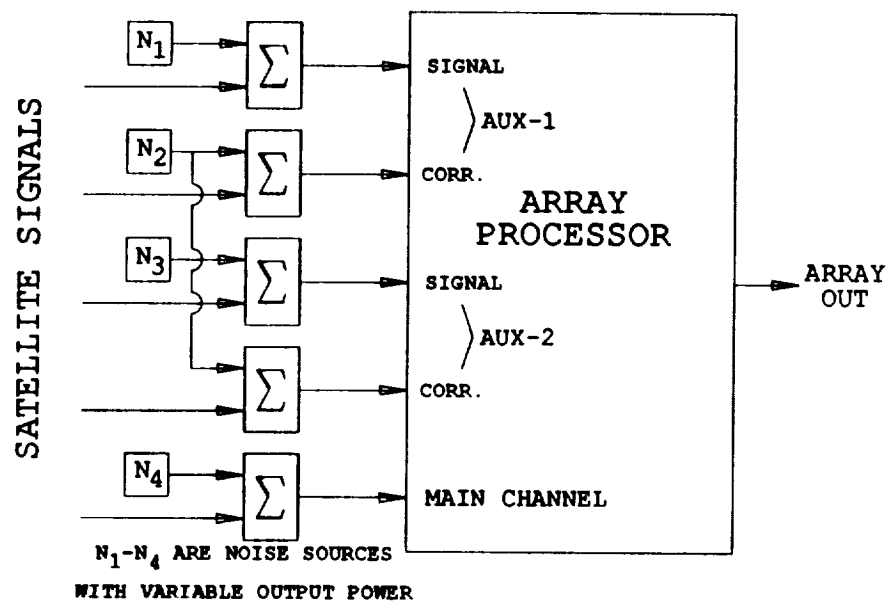 SATELLITE SIGNALS
N1
Σ
SIGNAL
AUX-1
N2
Σ
CORR.
ARRAY
PROCESSOR
N3
Σ
SIGNAL
ARRAY
OUT
AUX-2
Σ
CORR.
N4
Σ
MAIN CHANNEL
N1-N4 ARE NOISE SOURCES
WITH VARIABLE OUTPUT POWER